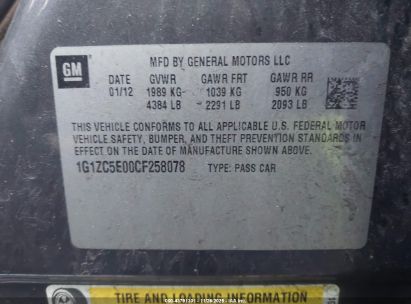 GM
MFD BY GENERAL MOTORS LLC
DATE GVWR GAWR FRT GAWR RR
01/12 1989 KG 1039 KG 950 KG
4384 LB 2291 LB 2093 LB
THIS VEHICLE CONFORMS TO ALL APPLICABLE U.S. FEDERAL MOTOR
VEHICLE SAFETY, BUMPER, AND THEFT PREVENTION STANDARDS IN
EFFECT ON THE DATE OF MANUFACTURE SHOWN ABOVE.
1G1ZC5E00CF258078 TYPE: PASS CAR
TIRE AND LOADING INFORMATION